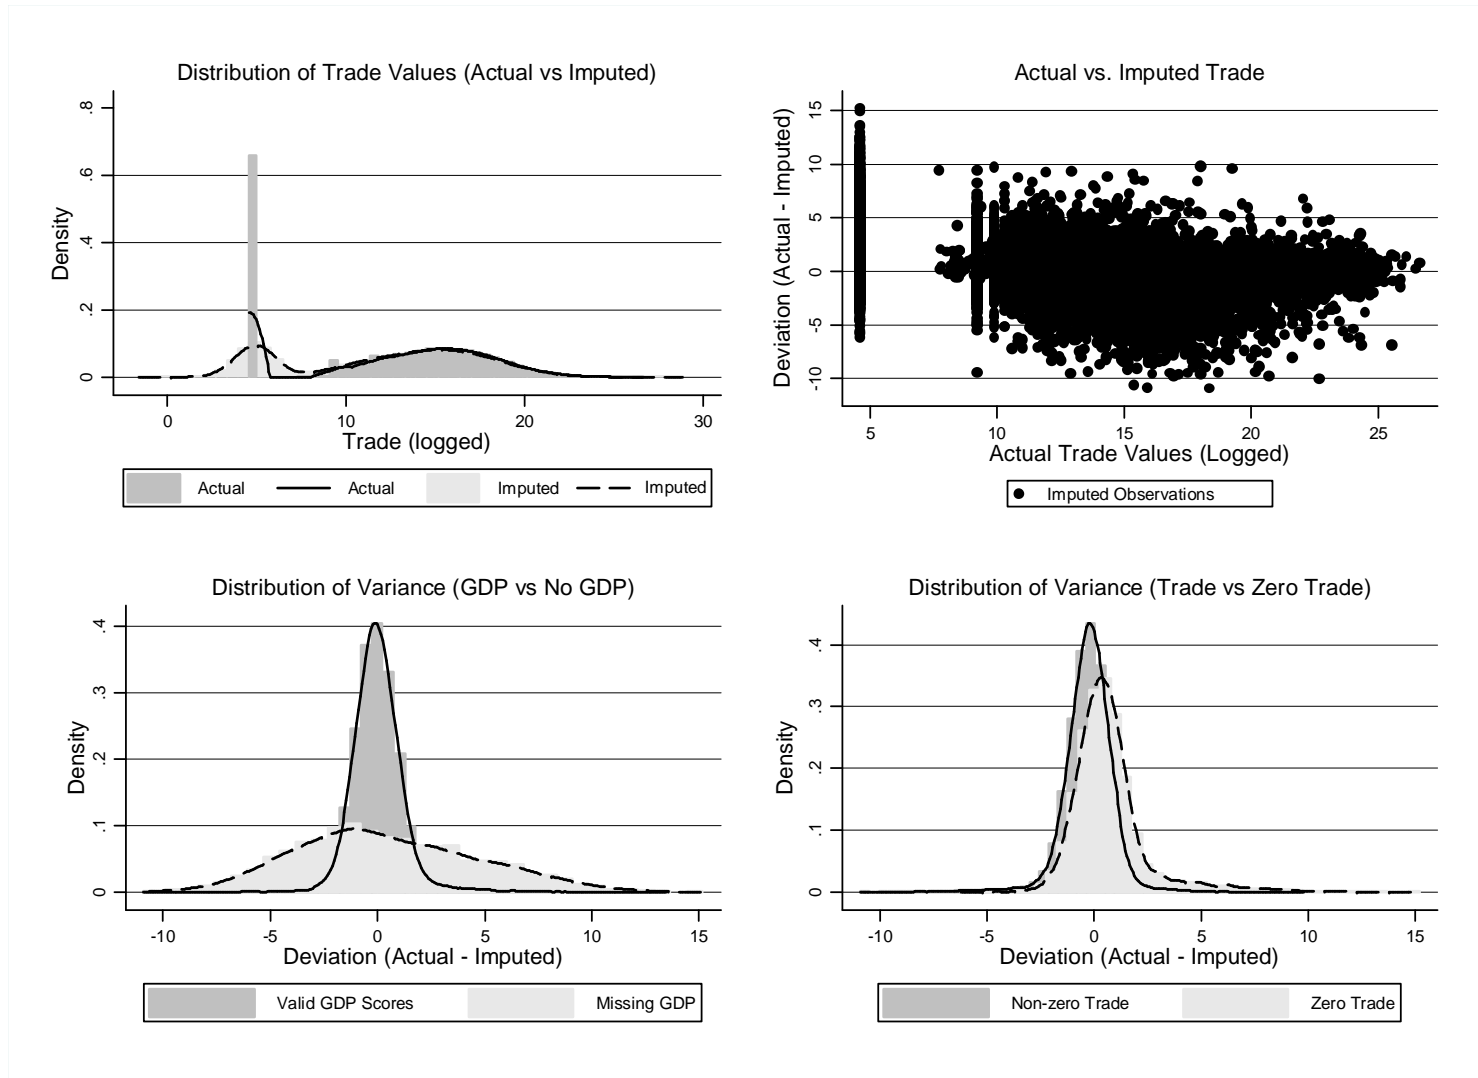 Distribution of Trade Values (Actual vs Imputed)
.8
.6
.4
.2
0
Density
0 10 20 30
Trade (logged)
Actual Actual Imputed Imputed
Actual vs. Imputed Trade
15
10
5
0
-5
-10
Deviation (Actual - Imputed)
5 10 15 20 25
Actual Trade Values (Logged)
Imputed Observations
Distribution of Variance (GDP vs No GDP)
.4
.3
.2
.1
0
Density
-10 -5 0 5 10 15
Deviation (Actual - Imputed)
Valid GDP Scores Missing GDP
Distribution of Variance (Trade vs Zero Trade)
.4
.3
.2
.1
0
Density
-10 -5 0 5 10 15
Deviation (Actual - Imputed)
Non-zero Trade Zero Trade